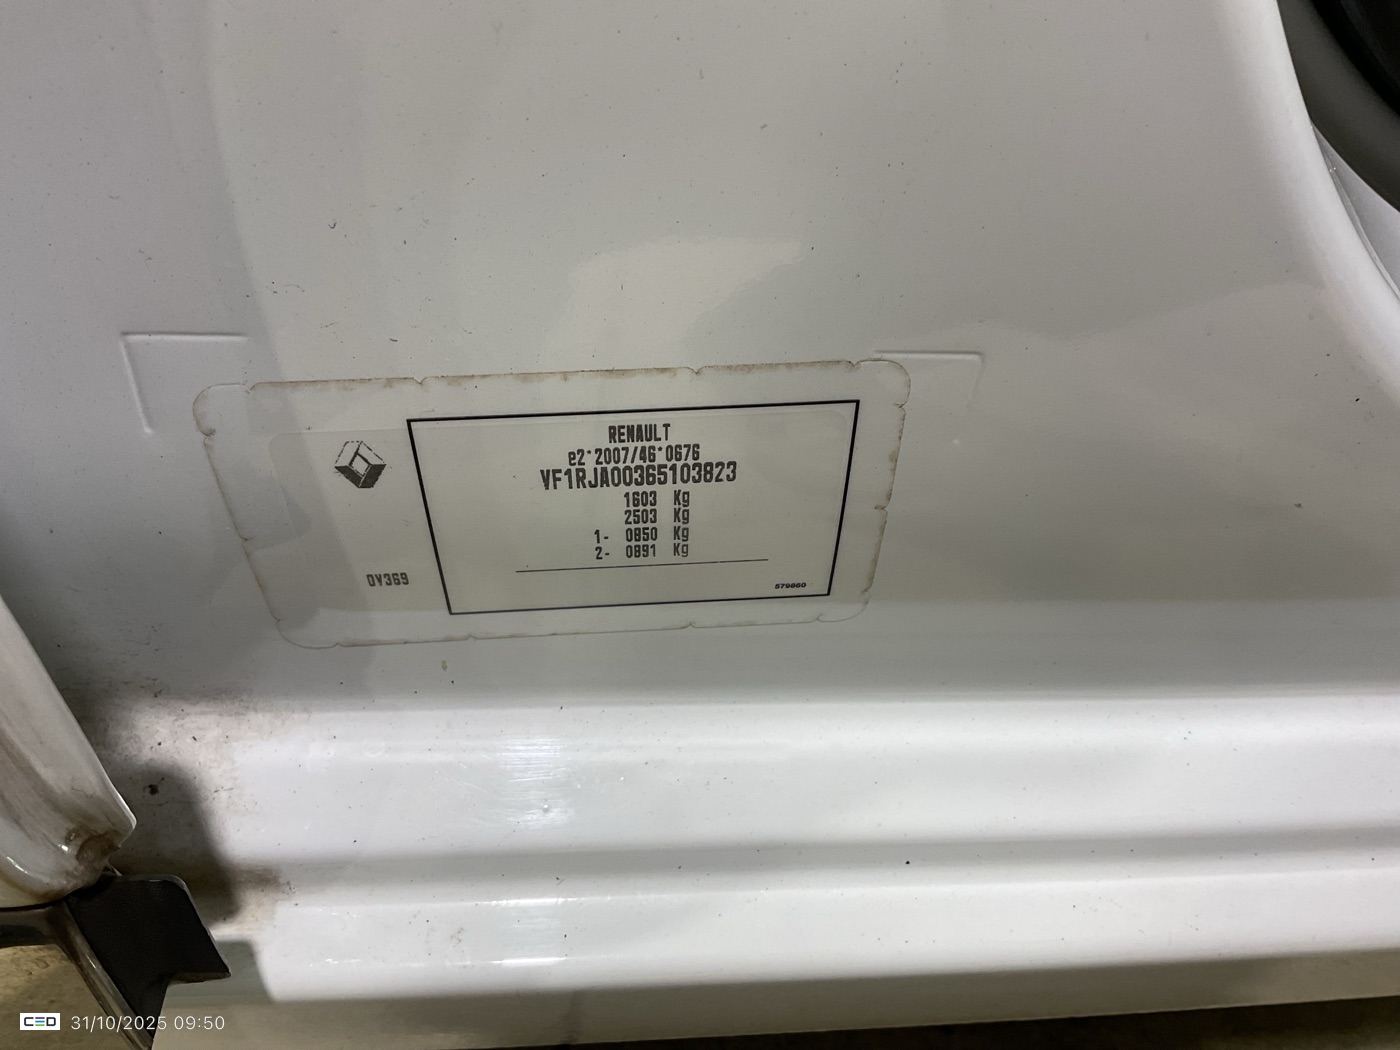 RENAULT
e2*2007/46*0676
VF1RJA00365103823
1603 Kg
2503 Kg
1- 0850 Kg
2- 0891 Kg
DV369
579860
CED 31/10/2025 09:50